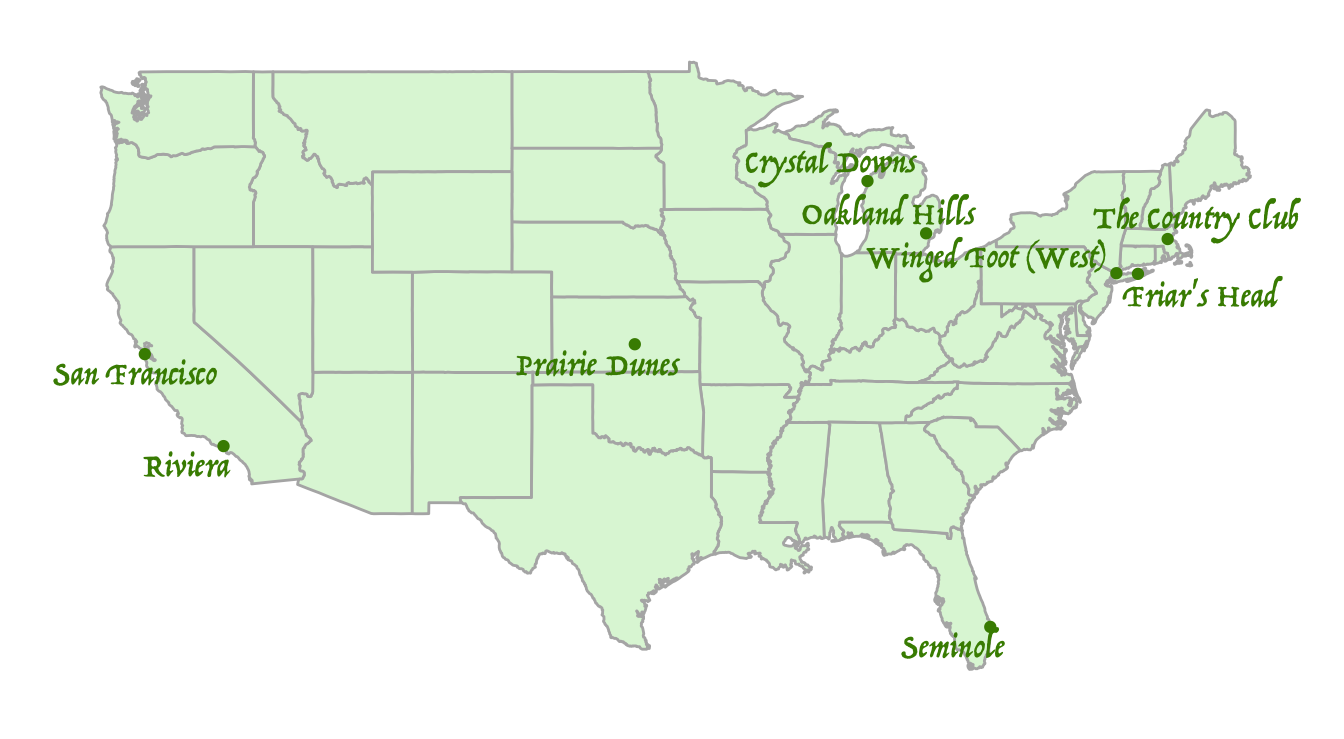 Crystal Downs
Oakland Hills
The Country Club
Winged Foot (West)
Friar's Head
Prairie Dunes
San Francisco
Riviera
Seminole